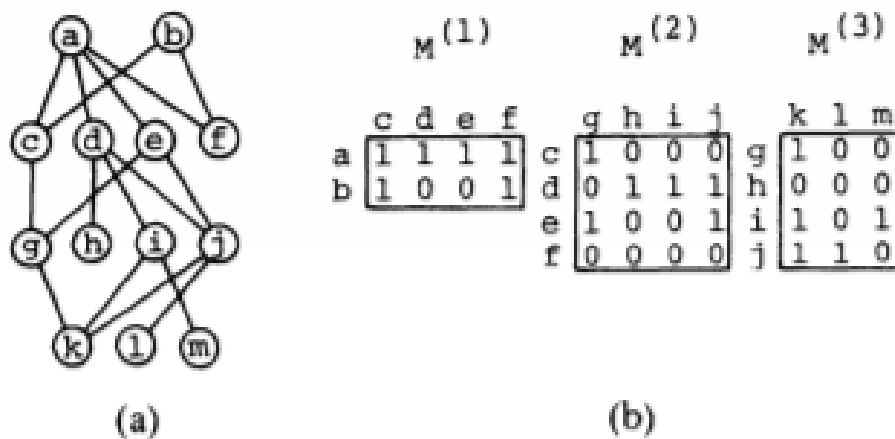 a b
c d e f
g h i j
k l m
(a)
M(1)
c d e f
a 1 1 1 1
b 1 0 0 1
M(2)
g h i j
c 1 0 0 0
d 0 1 1 1
e 1 0 0 1
f 0 0 0 0
M(3)
k l m
g 1 0 0
h 0 0 0
i 1 0 1
j 1 1 0
(b)